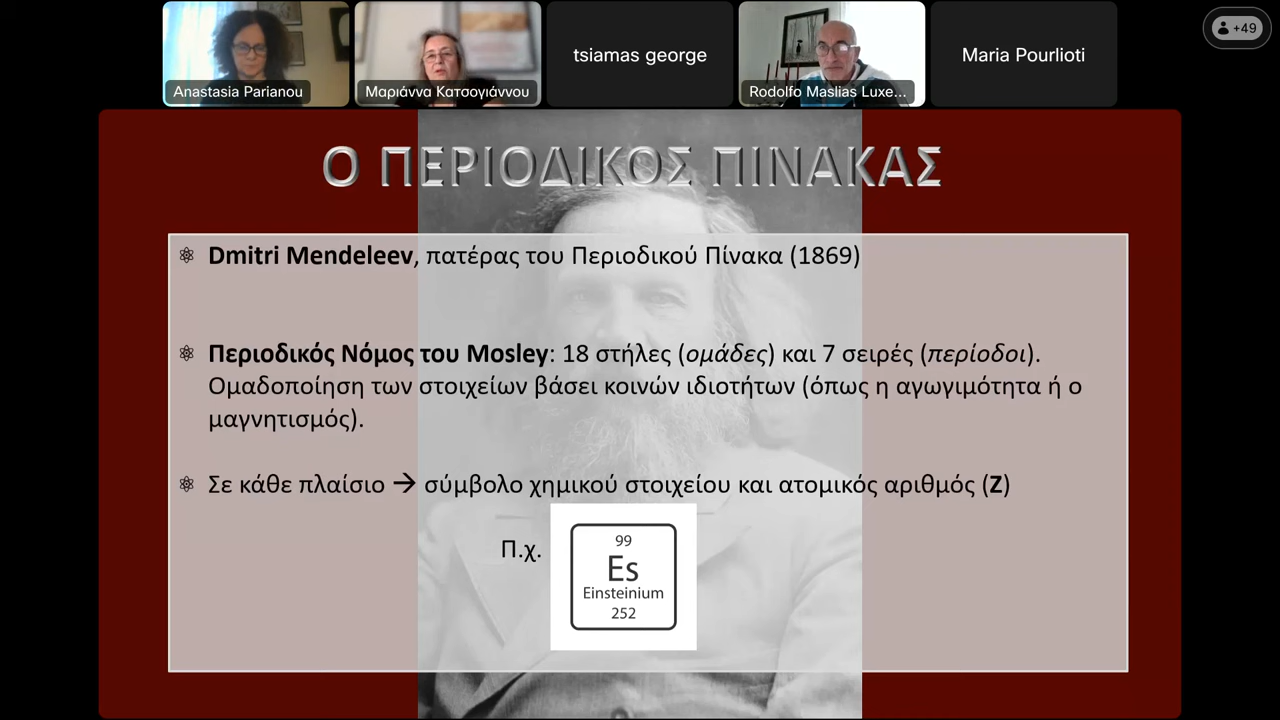 +49
tsiamas george
Maria Pourlioti
Anastasia Parianou
Μαριάννα Κατσογιάννου
Rodolfo Maslias Luxe...
Ο ΠΕΡΙΟΔΙΚΟΣ ΠΙΝΑΚΑΣ
Dmitri Mendeleev, πατέρας του Περιοδικού Πίνακα (1869)
Περιοδικός Νόμος του Mosley: 18 στήλες (ομάδες) και 7 σειρές (περίοδοι).
Ομαδοποίηση των στοιχείων βάσει κοινών ιδιοτήτων (όπως η αγωγιμότητα ή ο
μαγνητισμός).
Σε κάθε πλαίσιο → σύμβολο χημικού στοιχείου και ατομικός αριθμός (Z)
Π.χ.
99
Es
Einsteinium
252